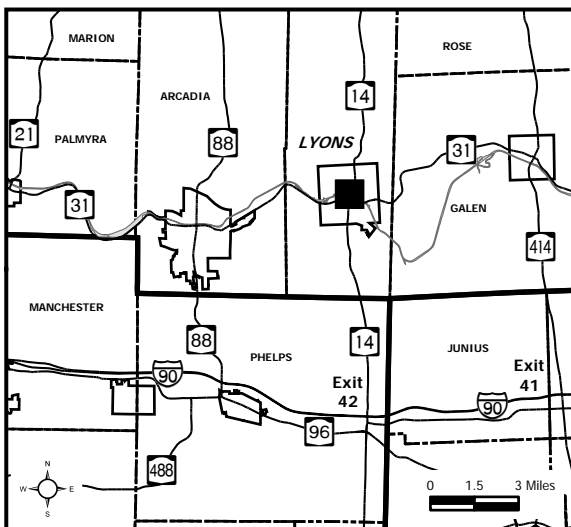 MARION
ROSE
ARCADIA
14
21
88
LYONS
31
PALMYRA
31
GALEN
414
MANCHESTER
88
PHELPS
14
JUNIUS
90
Exit
42
Exit
41
90
96
488
N
W E
S
0 1.5 3 Miles